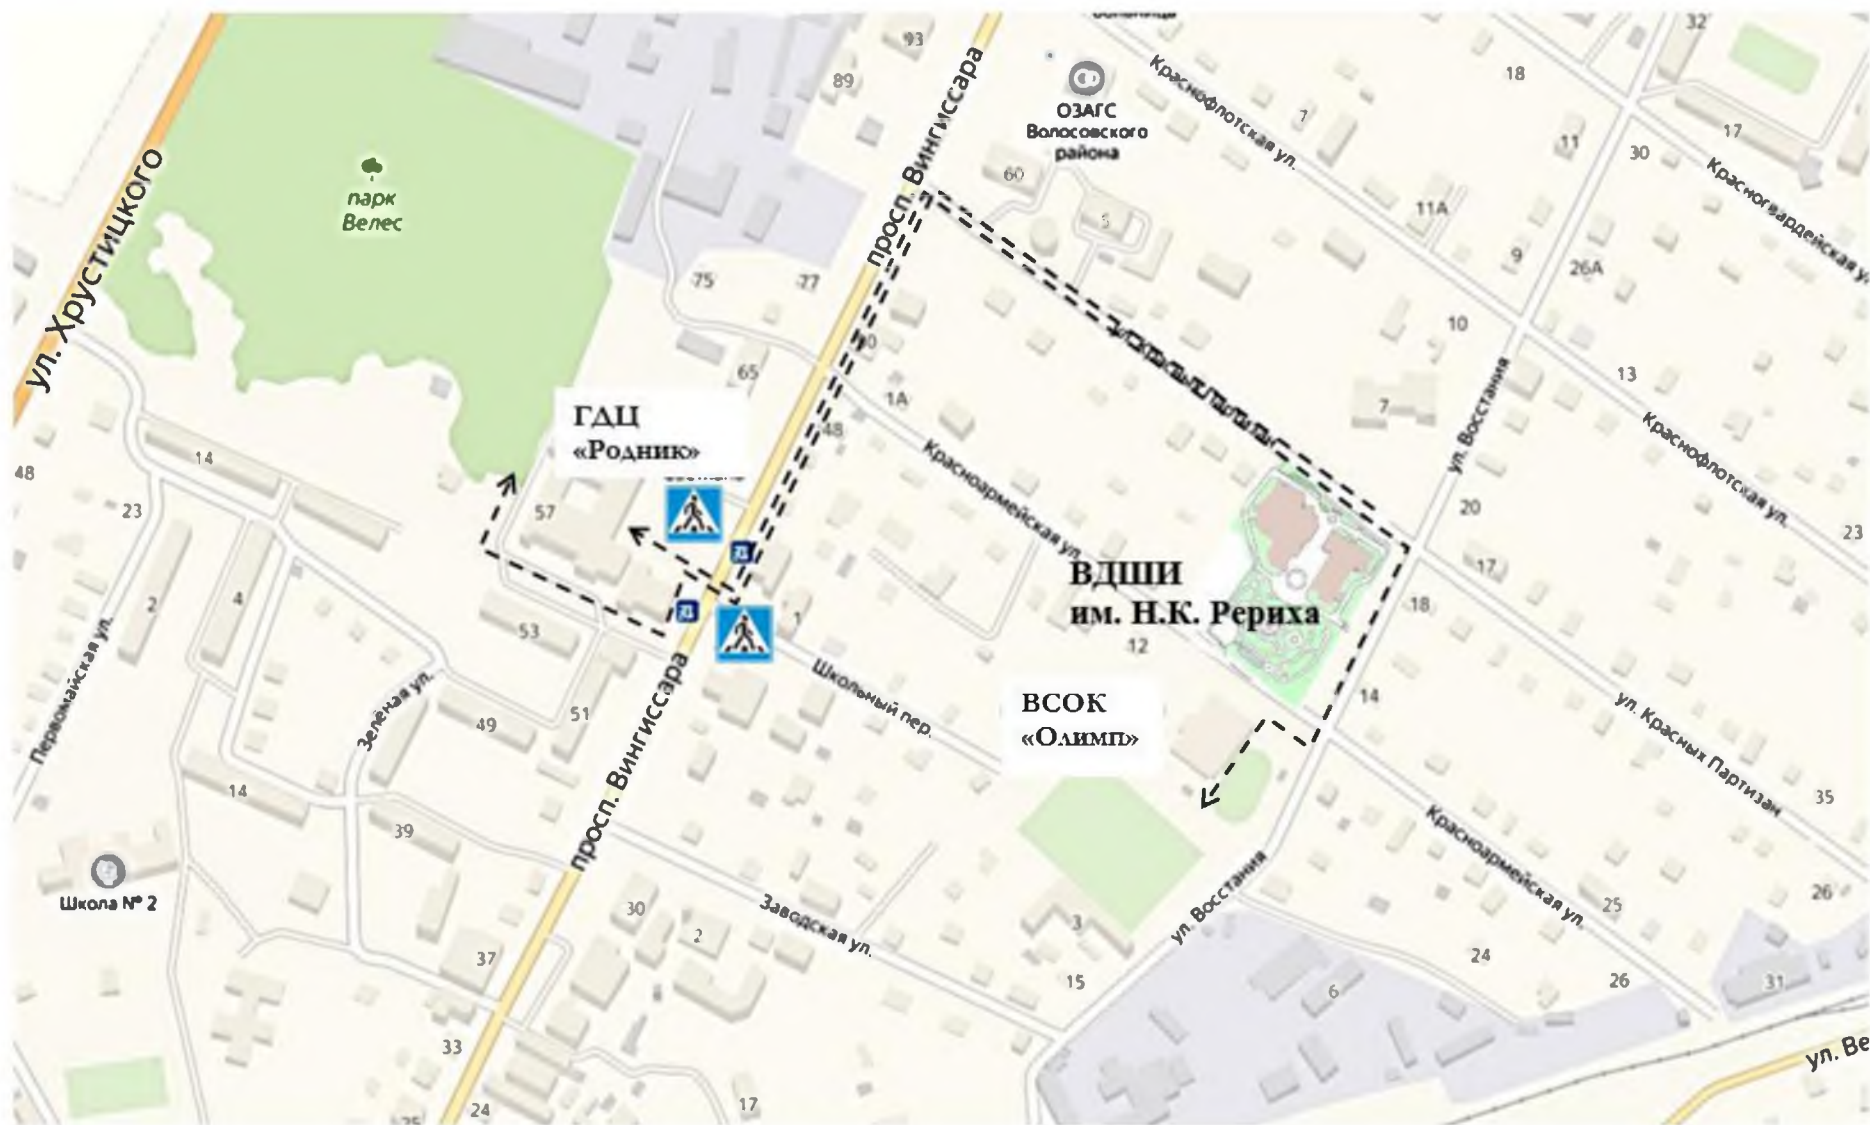 93
32
89
ОЗАГС
Волосовского
района
Краснофлотская ул.
18
7
11
17
30
Красногвардейская у
просп. Вингиссара
60
5
11А
9
26А
парк
Велес
ул. Хрустицкого
75
77
10
13
65
1А
7
48
ул. Восстания
Краснофлотская ул.
ГДЦ
«Родник»
14
48
23
57
Красноармейская ул.
20
23
17
ВДШИ
им. Н.К. Рериха
18
2
4
53
1
12
Школьный пер.
Первомайская ул.
Зелёная ул.
49
51
просп. Вингиссара
ВСОК
«Олимп»
14
ул. Красных Партизан
35
14
39
Красноармейская ул.
Школа № 2
30
2
Заводская ул.
3
ул. Восстания
25
26
37
15
24
26
6
31
33
ул. Ве
24
17
25